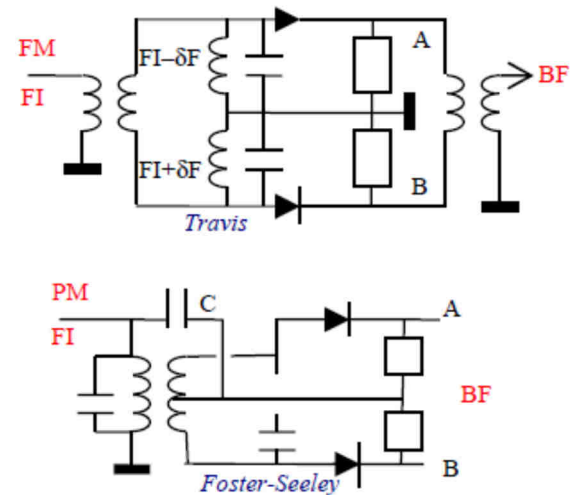 FM
FI
FI–δF
FI+δF
A
B
BF
Travis
PM
FI
C
A
BF
B
Foster-Seeley